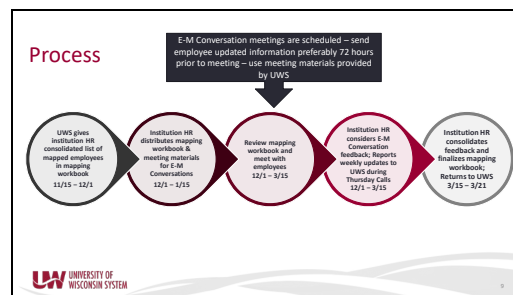 Process
E-M Conversation meetings are scheduled – send
employee updated information preferably 72 hours
prior to meeting – use meeting materials provided
by UWS
UWS gives
institution HR
consolidated list of
mapped employees
in mapping
workbook
11/15 – 12/1
Institution HR
distributes mapping
workbook &
meeting materials
for E-M
Conversations
12/1 – 1/15
Review mapping
workbook and
meet with
employees
12/1 – 3/15
Institution HR
considers E-M
Conversation
feedback; Reports
weekly updates to
UWS during
Thursday Calls
12/1 – 3/15
Institution HR
consolidates
feedback and
finalizes mapping
workbook;
Returns to UWS
3/15 – 3/21
UW UNIVERSITY OF
WISCONSIN SYSTEM